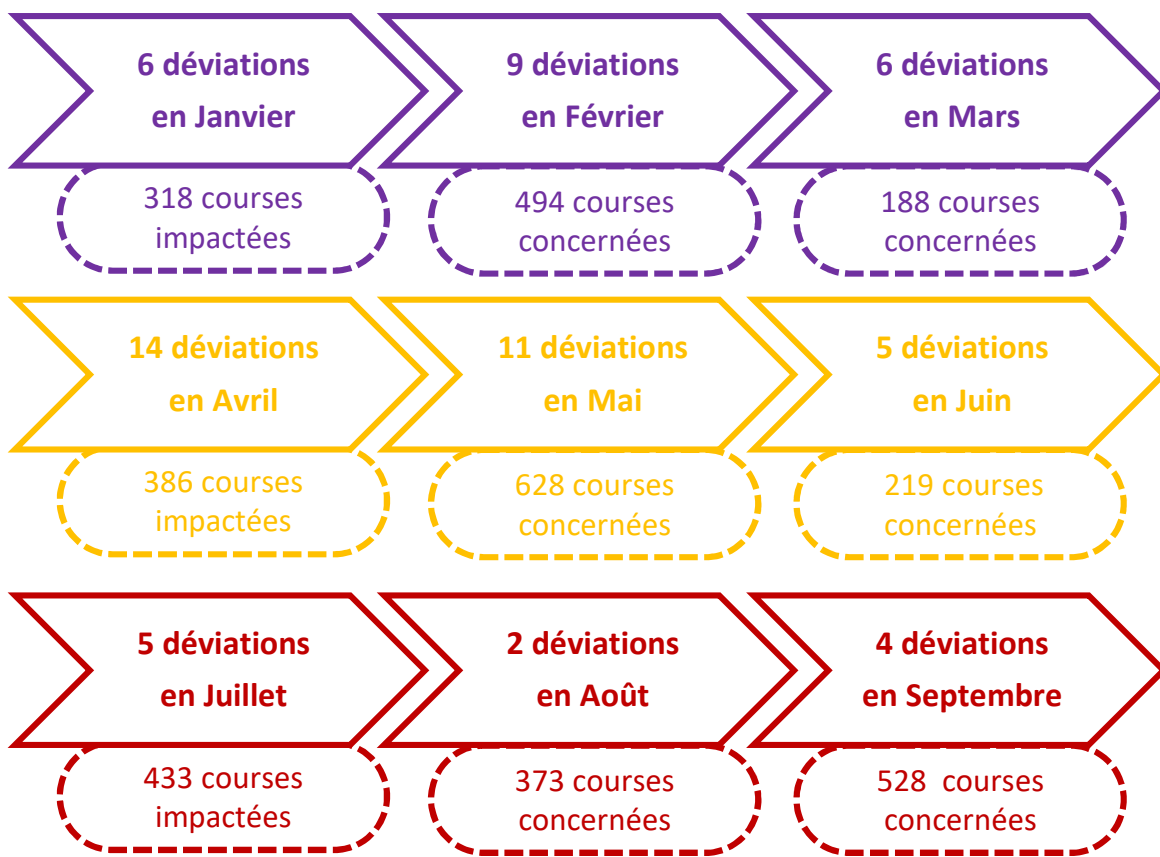 6 déviations
en Janvier
9 déviations
en Février
6 déviations
en Mars
318 courses
impactées
494 courses
concernées
188 courses
concernées
14 déviations
en Avril
11 déviations
en Mai
5 déviations
en Juin
386 courses
impactées
628 courses
concernées
219 courses
concernées
5 déviations
en Juillet
2 déviations
en Août
4 déviations
en Septembre
433 courses
impactées
373 courses
concernées
528  courses
concernées